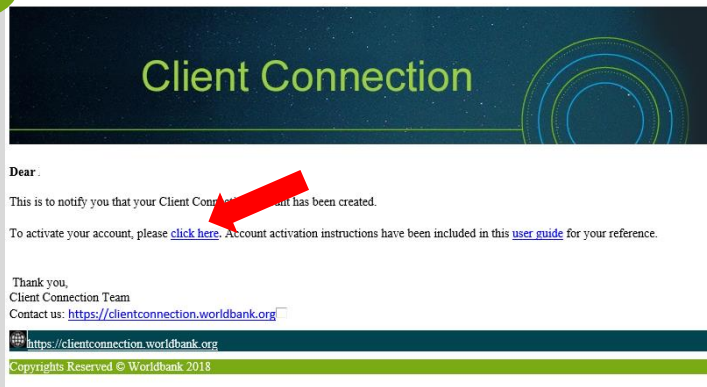 Client Connection
Dear .
This is to notify you that your Client Conn nt has been created.
To activate your account, please click here. Account activation instructions have been included in this user guide for your reference.
Thank you,
Client Connection Team
Contact us: https://clientconnection.worldbank.org
https://clientconnection.worldbank.org
Copyrights Reserved © Worldbank 2018